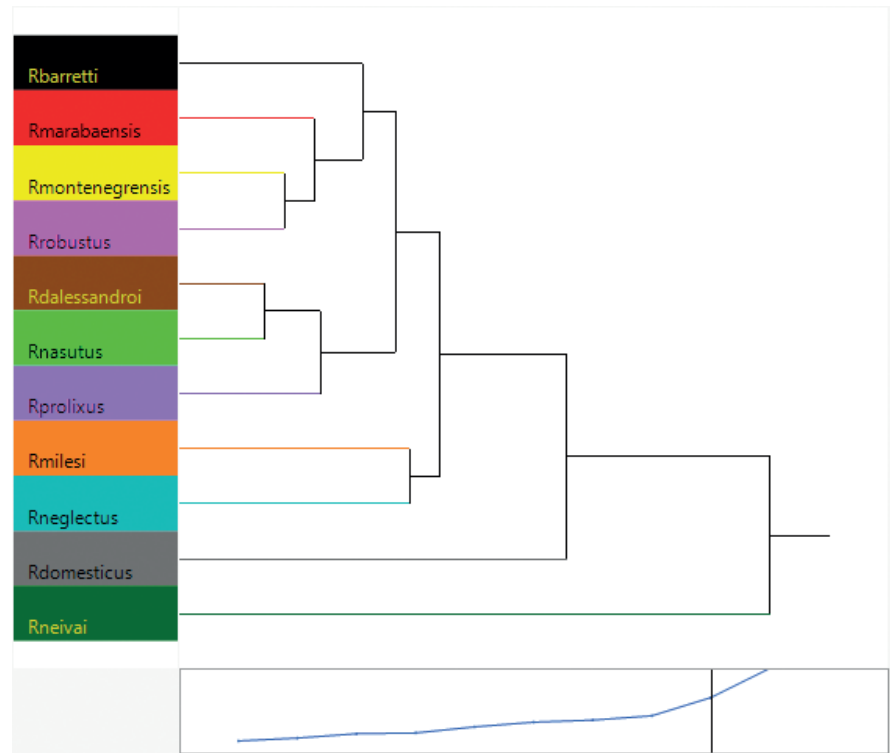 Rbarretti
Rmarabaensis
Rmontenegrensis
Rrobustus
Rdalessandroi
Rnasutus
Rprolixus
Rmilesi
Rneglectus
Rdomesticus
Rneivai